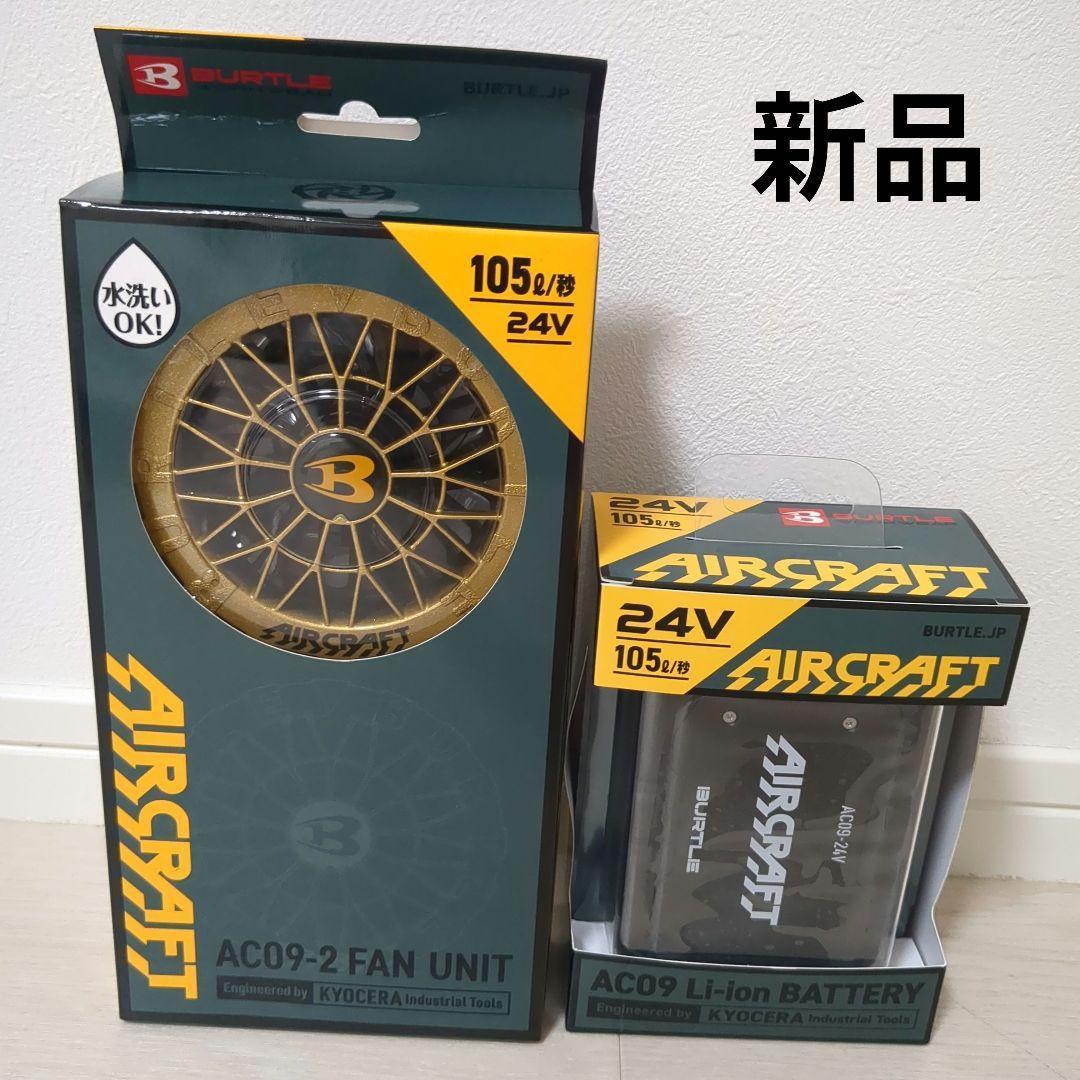 新品
BURTLE
BURTLE.JP
水洗い
OK!
105ℓ/秒
24V
B
AIRCRAFT
AIRCRAFT
B
AC09-2 FAN UNIT
Engineered by KYOCERA Industrial Tools
24V
105ℓ/秒
BURTLE
AIRCRAFT
24V
105ℓ/秒
BURTLE.JP
AIRCRAFT
AC09-24V
AIRCRAFT
BURTLE
AC09 Li-ion BATTERY
Engineered by KYOCERA Industrial Tools